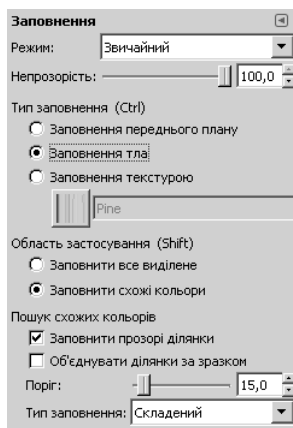 Заповнення
Режим: Звичайний
Непрозорість: 100,0
Тип заповнення (Ctrl)
Заповнення переднього плану
Заповнення тла
Заповнення текстурою
Pine
Область застосування (Shift)
Заповнити все виділене
Заповнити схожі кольори
Пошук схожих кольорів
Заповнити прозорі ділянки
Об'єднувати ділянки за зразком
Поріг: 15,0
Тип заповнення: Складений